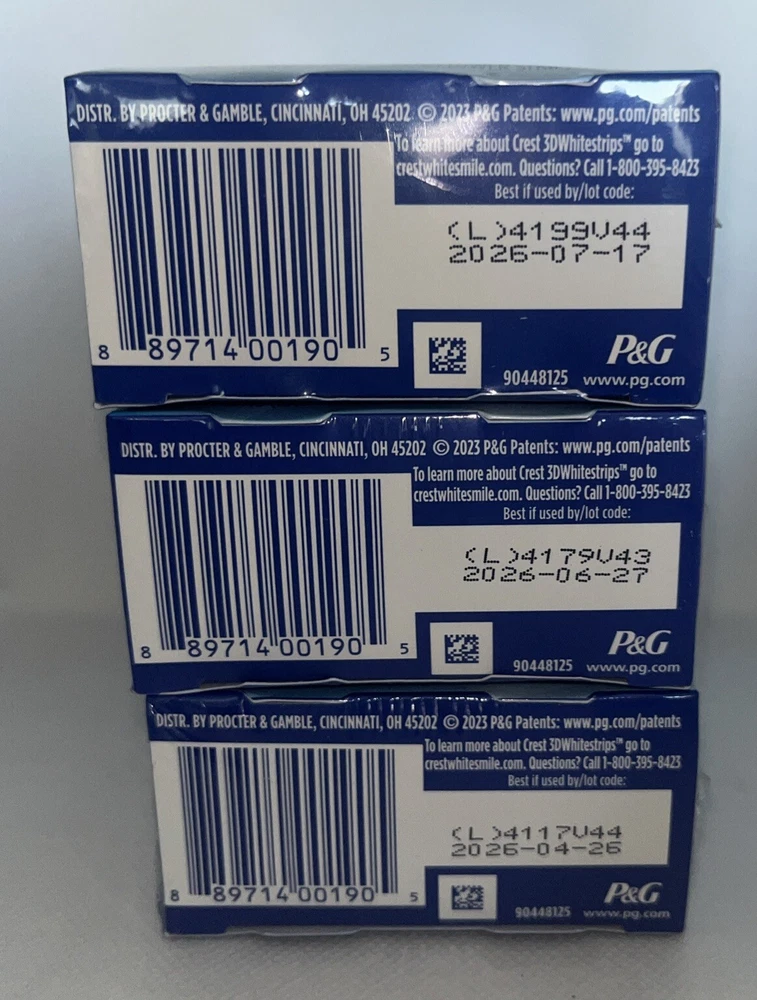 DISTR. BY PROCTER & GAMBLE, CINCINNATI, OH 45202 © 2023 P&G Patents: www.pg.com/patents
To learn more about Crest 3DWhitestrips™ go to
crestwhitesmile.com. Questions? Call 1-800-395-8423
Best if used by/lot code:
(L)4199V44
2026-07-17
8 89714 00190 5
P&G
90448125 www.pg.com
DISTR. BY PROCTER & GAMBLE, CINCINNATI, OH 45202 © 2023 P&G Patents: www.pg.com/patents
To learn more about Crest 3DWhitestrips™ go to
crestwhitesmile.com. Questions? Call 1-800-395-8423
Best if used by/lot code:
(L)4179V43
2026-06-27
8 89714 00190 5
P&G
90448125 www.pg.com
DISTR. BY PROCTER & GAMBLE, CINCINNATI, OH 45202 © 2023 P&G Patents: www.pg.com/patents
To learn more about Crest 3DWhitestrips™ go to
crestwhitesmile.com. Questions? Call 1-800-395-8423
Best if used by/lot code:
(L)4117V44
2026-04-26
8 89714 00190 5
P&G
90448125 www.pg.com